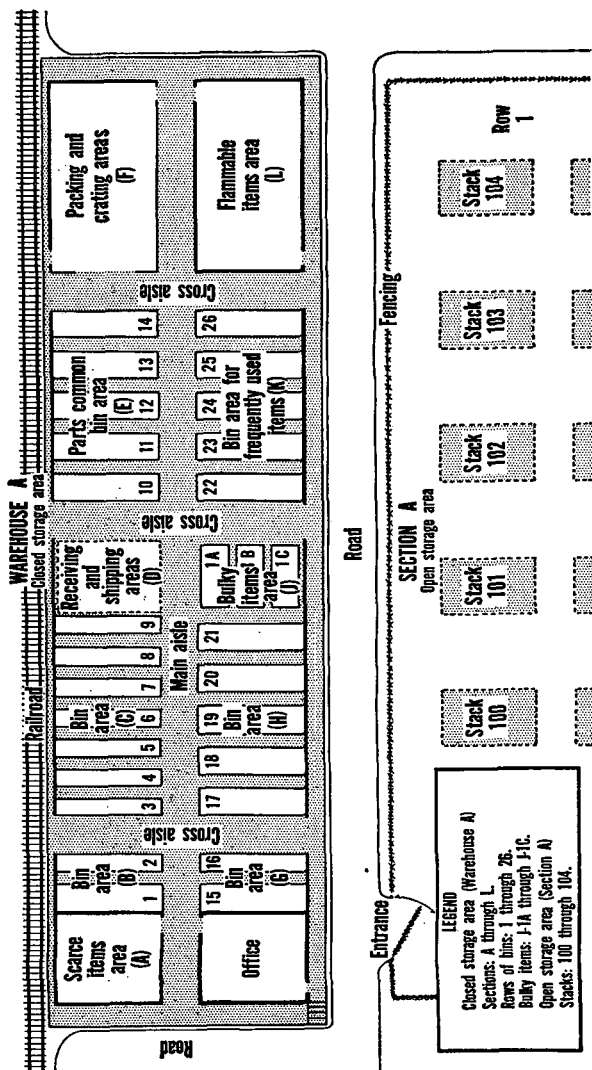 WAREHOUSE A
Closed storage area
Railroad
Scarce
items
area
(A)
1
Bin
area
(B)
2
Cross aisle
3
4
5
Bin
area
(C)
6
7
8
9
Receiving
and
shipping
areas
(D)
Cross aisle
10
Parts common
bin area
(E)
11
12
13
14
Cross aisle
Packing and
crating areas
(F)
Main aisle
Office
15
Bin
area
(G)
16
17
18
19
Bin
area
(H)
20
21
1A
Bulky
items
area
(J)
1B
1C
22
23
24
25
Bin area for
frequently used
items (K)
26
Flammable
items area
(L)
Road
Road
Entrance
Fencing
SECTION A
Open storage area
Stack
100
Stack
101
Stack
102
Stack
103
Stack
104
Row
1
LEGEND
Closed storage area (Warehouse A)
Sections: A through L.
Rows of bins: 1 through 26.
Bulky items: J-1A through J-1C.
Open storage area (Section A)
Stacks: 100 through 104.